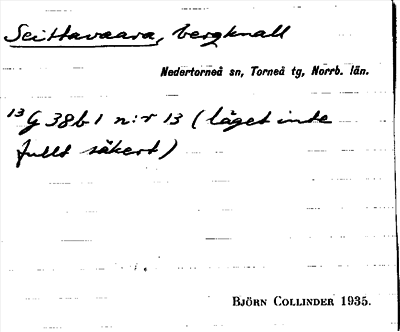 Seittavaara, bergknall
Nedertorneå sn, Torneå tg, Norrb. län.
13 G 38 b 1 n:r 13 (läget inte
fullt säkert)
BJÖRN COLLINDER 1935.